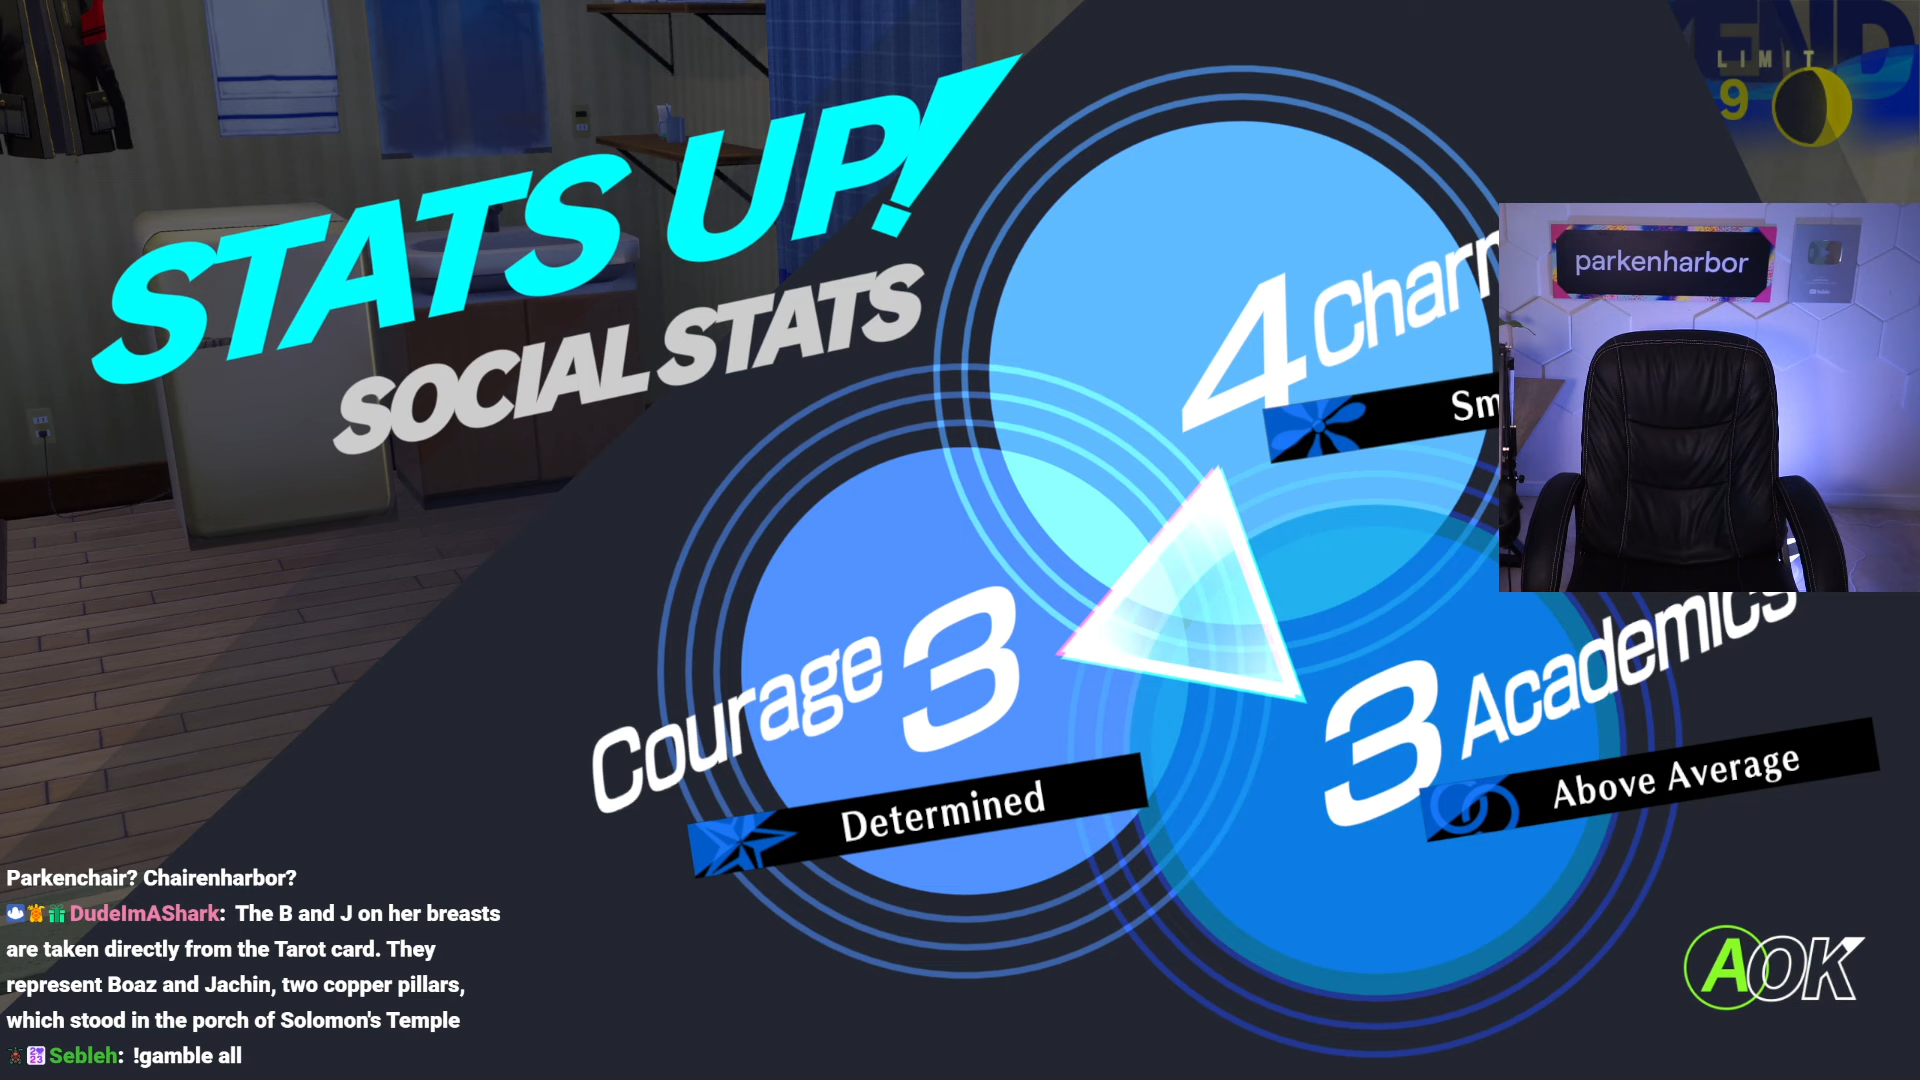 LIMIT
9
STATS UP!
SOCIAL STATS
4 Char
Sm
parkenharbor
Courage 3
Determined
3 Academics
Above Average
Parkenchair? Chairenharbor?
DudeImAShark: The B and J on her breasts
are taken directly from the Tarot card. They
represent Boaz and Jachin, two copper pillars,
which stood in the porch of Solomon's Temple
Sebleh: !gamble all
A OK